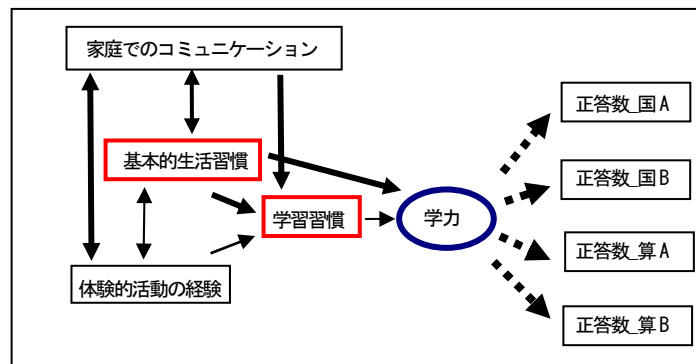 家庭でのコミュニケーション
正答数_国A
基本的生活習慣
正答数_国B
学習習慣
学力
正答数_算A
体験的活動の経験
正答数_算B